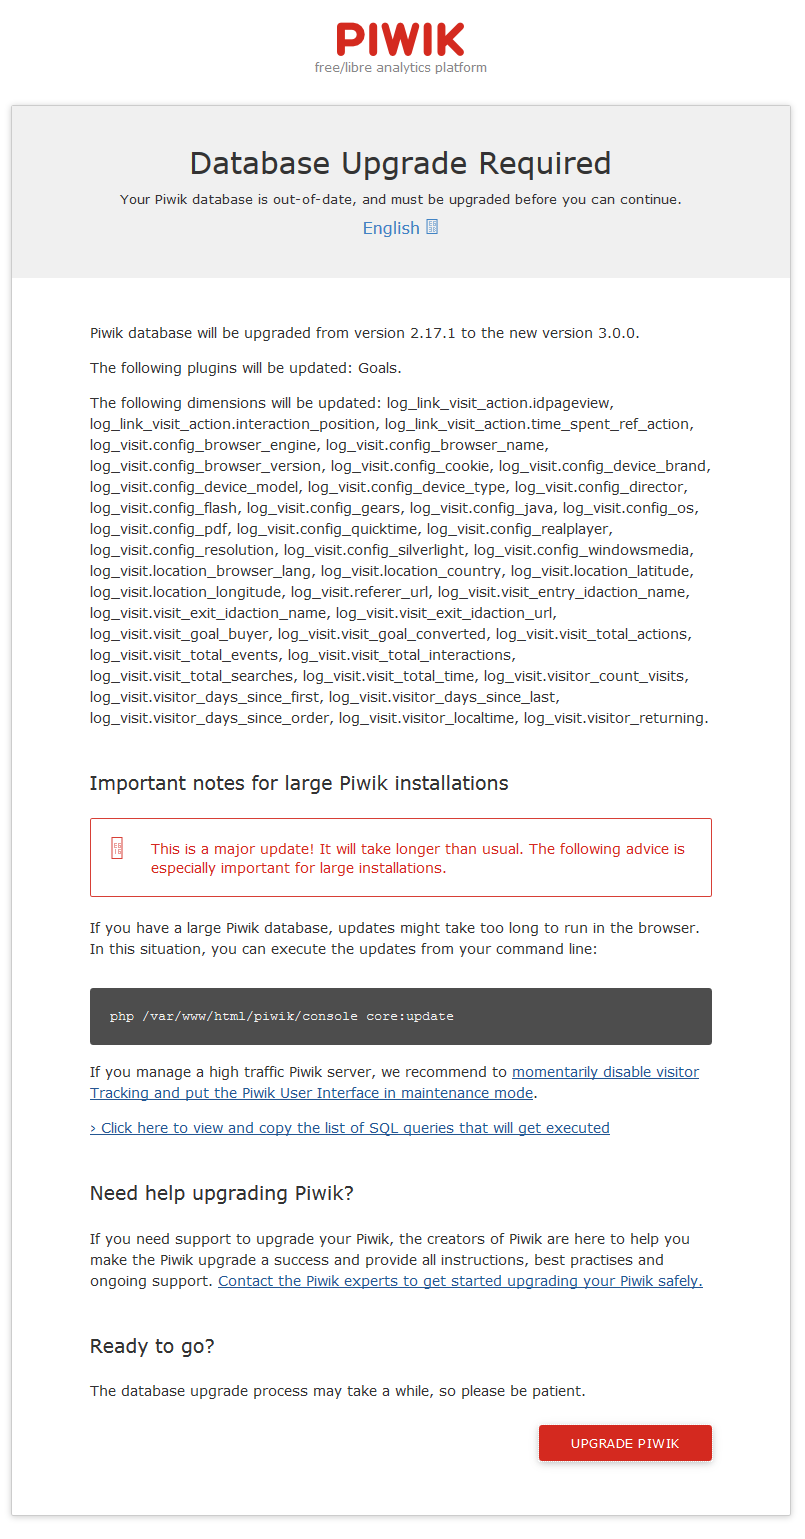 PIWIK
free/libre analytics platform
Database Upgrade Required
Your Piwik database is out-of-date, and must be upgraded before you can continue.
English
Piwik database will be upgraded from version 2.17.1 to the new version 3.0.0.
The following plugins will be updated: Goals.
The following dimensions will be updated: log_link_visit_action.idpageview,
log_link_visit_action.interaction_position, log_link_visit_action.time_spent_ref_action,
log_visit.config_browser_engine, log_visit.config_browser_name,
log_visit.config_browser_version, log_visit.config_cookie, log_visit.config_device_brand,
log_visit.config_device_model, log_visit.config_device_type, log_visit.config_director,
log_visit.config_flash, log_visit.config_gears, log_visit.config_java, log_visit.config_os,
log_visit.config_pdf, log_visit.config_quicktime, log_visit.config_realplayer,
log_visit.config_resolution, log_visit.config_silverlight, log_visit.config_windowsmedia,
log_visit.location_browser_lang, log_visit.location_country, log_visit.location_latitude,
log_visit.location_longitude, log_visit.referer_url, log_visit.visit_entry_idaction_name,
log_visit.visit_exit_idaction_name, log_visit.visit_exit_idaction_url,
log_visit.visit_goal_buyer, log_visit.visit_goal_converted, log_visit.visit_total_actions,
log_visit.visit_total_events, log_visit.visit_total_interactions,
log_visit.visit_total_searches, log_visit.visit_total_time, log_visit.visitor_count_visits,
log_visit.visitor_days_since_first, log_visit.visitor_days_since_last,
log_visit.visitor_days_since_order, log_visit.visitor_localtime, log_visit.visitor_returning.
Important notes for large Piwik installations
This is a major update! It will take longer than usual. The following advice is
especially important for large installations.
If you have a large Piwik database, updates might take too long to run in the browser.
In this situation, you can execute the updates from your command line:
php /var/www/html/piwik/console core:update
If you manage a high traffic Piwik server, we recommend to momentarily disable visitor
Tracking and put the Piwik User Interface in maintenance mode.
› Click here to view and copy the list of SQL queries that will get executed
Need help upgrading Piwik?
If you need support to upgrade your Piwik, the creators of Piwik are here to help you
make the Piwik upgrade a success and provide all instructions, best practises and
ongoing support. Contact the Piwik experts to get started upgrading your Piwik safely.
Ready to go?
The database upgrade process may take a while, so please be patient.
UPGRADE PIWIK